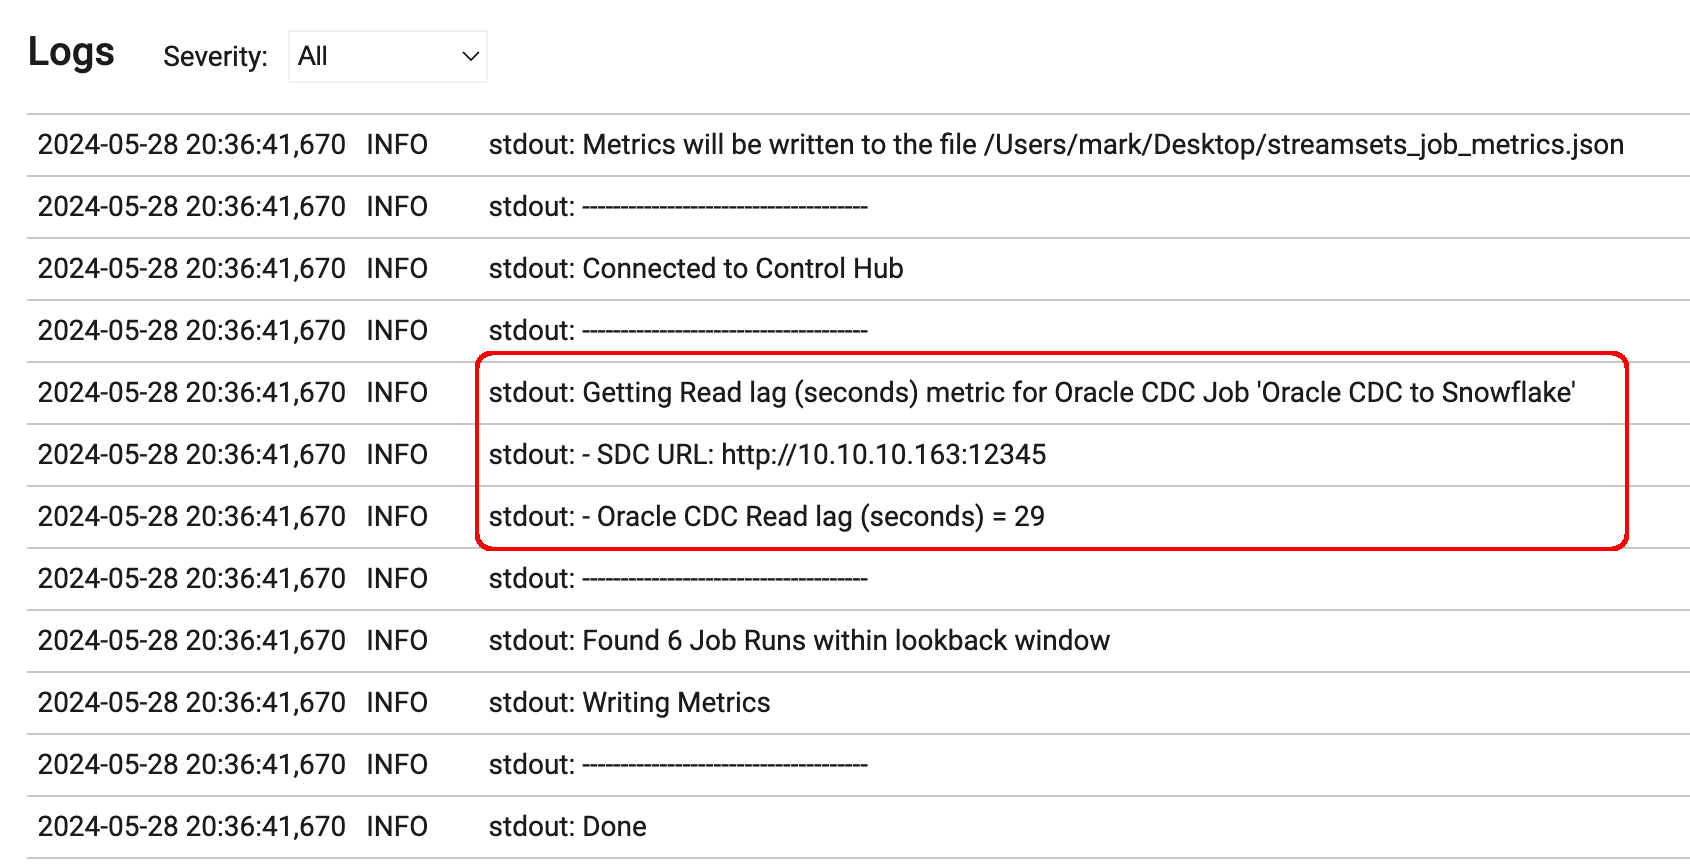 Logs Severity: All
2024-05-28 20:36:41,670 INFO stdout: Metrics will be written to the file /Users/mark/Desktop/streamsets_job_metrics.json
2024-05-28 20:36:41,670 INFO stdout: -------------------------------------
2024-05-28 20:36:41,670 INFO stdout: Connected to Control Hub
2024-05-28 20:36:41,670 INFO stdout: -------------------------------------
2024-05-28 20:36:41,670 INFO stdout: Getting Read lag (seconds) metric for Oracle CDC Job 'Oracle CDC to Snowflake'
2024-05-28 20:36:41,670 INFO stdout: - SDC URL: http://10.10.10.163:12345
2024-05-28 20:36:41,670 INFO stdout: - Oracle CDC Read lag (seconds) = 29
2024-05-28 20:36:41,670 INFO stdout: -------------------------------------
2024-05-28 20:36:41,670 INFO stdout: Found 6 Job Runs within lookback window
2024-05-28 20:36:41,670 INFO stdout: Writing Metrics
2024-05-28 20:36:41,670 INFO stdout: -------------------------------------
2024-05-28 20:36:41,670 INFO stdout: Done